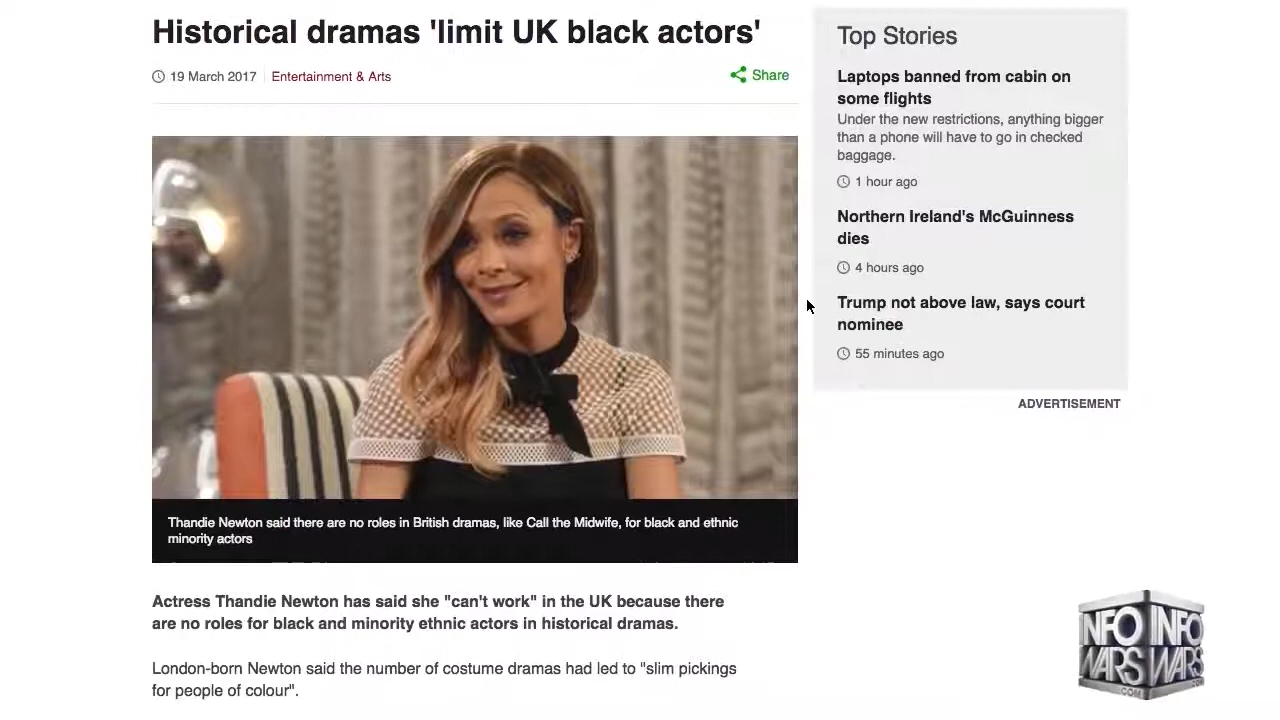 Historical dramas 'limit UK black actors'
19 March 2017
Entertainment & Arts
Share
Thandie Newton said there are no roles in British dramas, like Call the Midwife, for black and ethnic
minority actors
Actress Thandie Newton has said she "can't work" in the UK because there
are no roles for black and minority ethnic actors in historical dramas.
London-born Newton said the number of costume dramas had led to "slim pickings
for people of colour".
Top Stories
Laptops banned from cabin on
some flights
Under the new restrictions, anything bigger
than a phone will have to go in checked
baggage.
1 hour ago
Northern Ireland's McGuinness
dies
4 hours ago
Trump not above law, says court
nominee
55 minutes ago
ADVERTISEMENT
INFO INFO
WARS WARS
.COM .COM